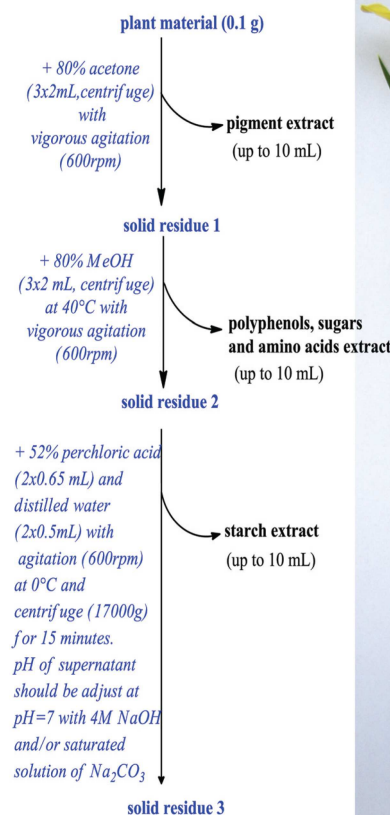 plant material (0.1 g)
+ 80% acetone
(3x2mL,centrifuge)
with
vigorous agitation
(600rpm)
pigment extract
(up to 10 mL)
solid residue 1
+ 80% MeOH
(3x2 mL, centrifuge)
at 40°C with
vigorous agitation
(600rpm)
polyphenols, sugars
and amino acids extract
(up to 10 mL)
solid residue 2
+ 52% perchloric acid
(2x0.65 mL) and
distilled water
(2x0.5mL) with
agitation (600rpm)
at 0°C and
centrifuge (17000g)
for 15 minutes.
pH of supernatant
should be adjust at
pH=7 with 4M NaOH
and/or saturated
solution of Na₂CO₃
starch extract
(up to 10 mL)
solid residue 3